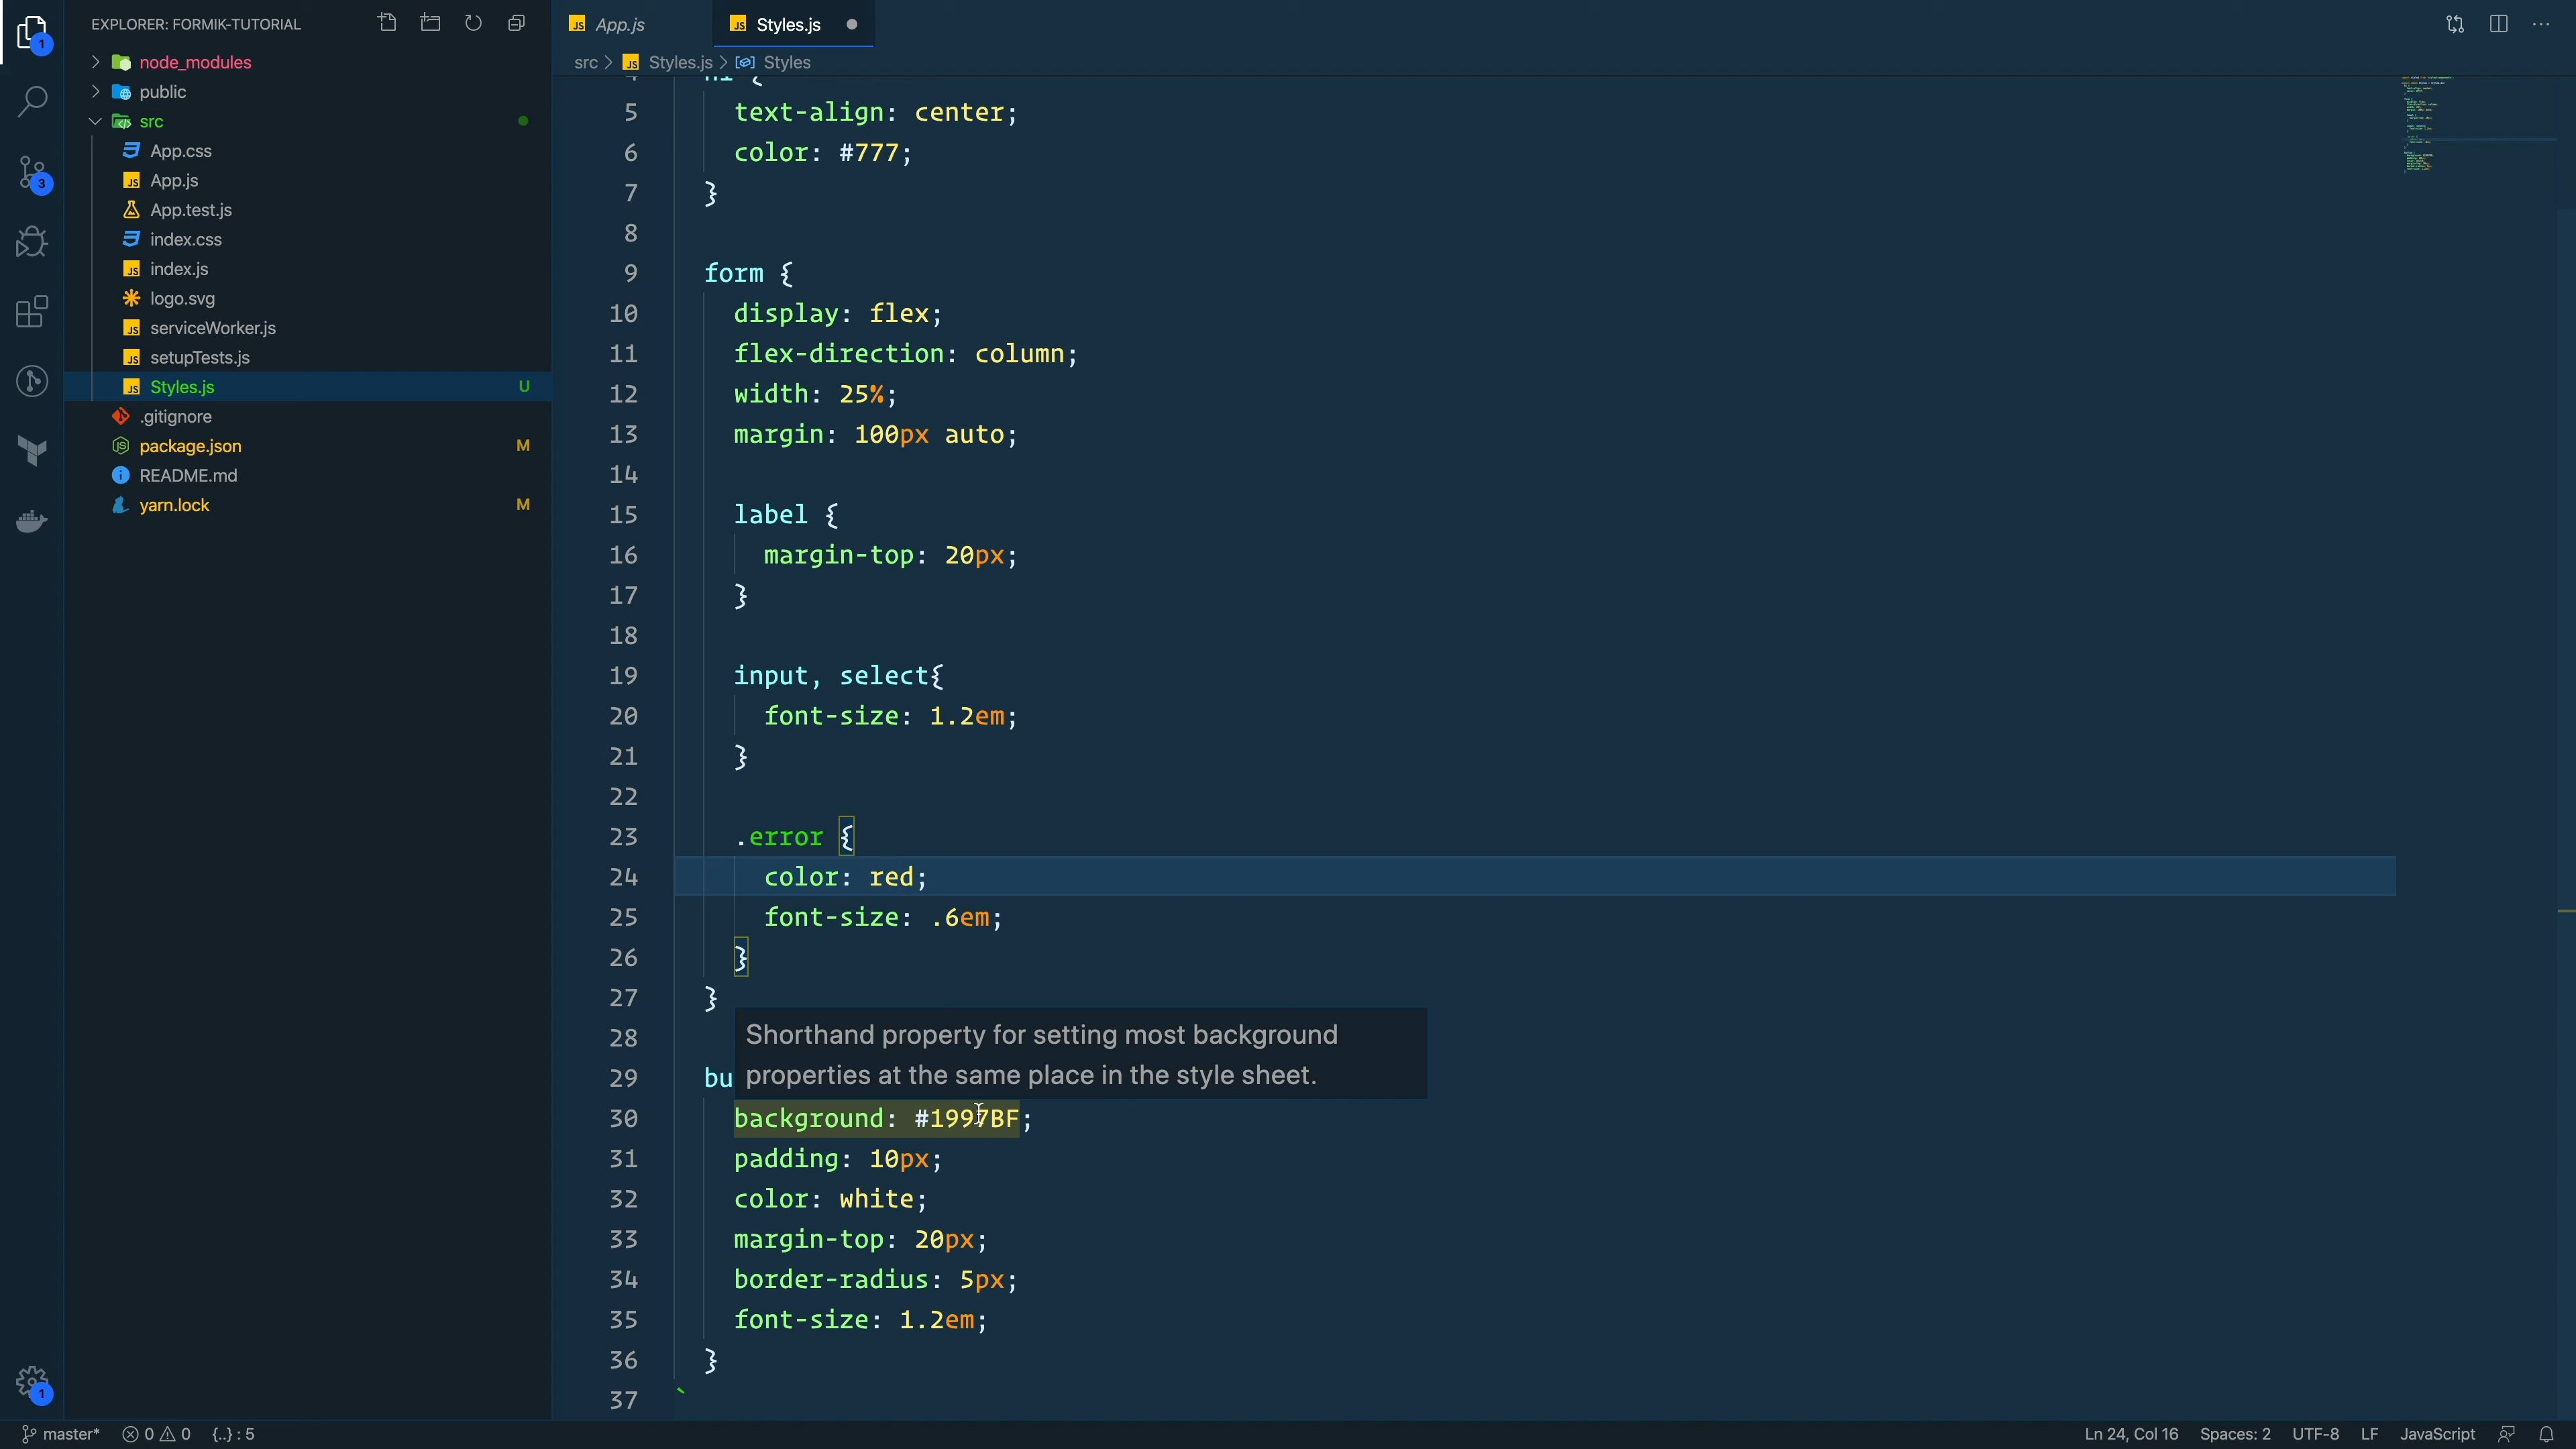 EXPLORER: FORMIK-TUTORIAL
1
3
1
node_modules
public
src
App.css
App.js
App.test.js
index.css
index.js
logo.svg
serviceWorker.js
setupTests.js
Styles.js U
.gitignore
package.json M
README.md
yarn.lock M
JS App.js
JS Styles.js
src > JS Styles.js > Styles
5 text-align: center;
6 color: #777;
7 }
8
9 form {
10 display: flex;
11 flex-direction: column;
12 width: 25%;
13 margin: 100px auto;
14
15 label {
16 margin-top: 20px;
17 }
18
19 input, select{
20 font-size: 1.2em;
21 }
22
23 .error {
24 color: red;
25 font-size: .6em;
26 }
27 }
28
Shorthand property for setting most background
29 bu
properties at the same place in the style sheet.
30 background: #1997BF;
31 padding: 10px;
32 color: white;
33 margin-top: 20px;
34 border-radius: 5px;
35 font-size: 1.2em;
36 }
37 `
master* 0 0 {..} : 5
Ln 24, Col 16 Spaces: 2 UTF-8 LF JavaScript